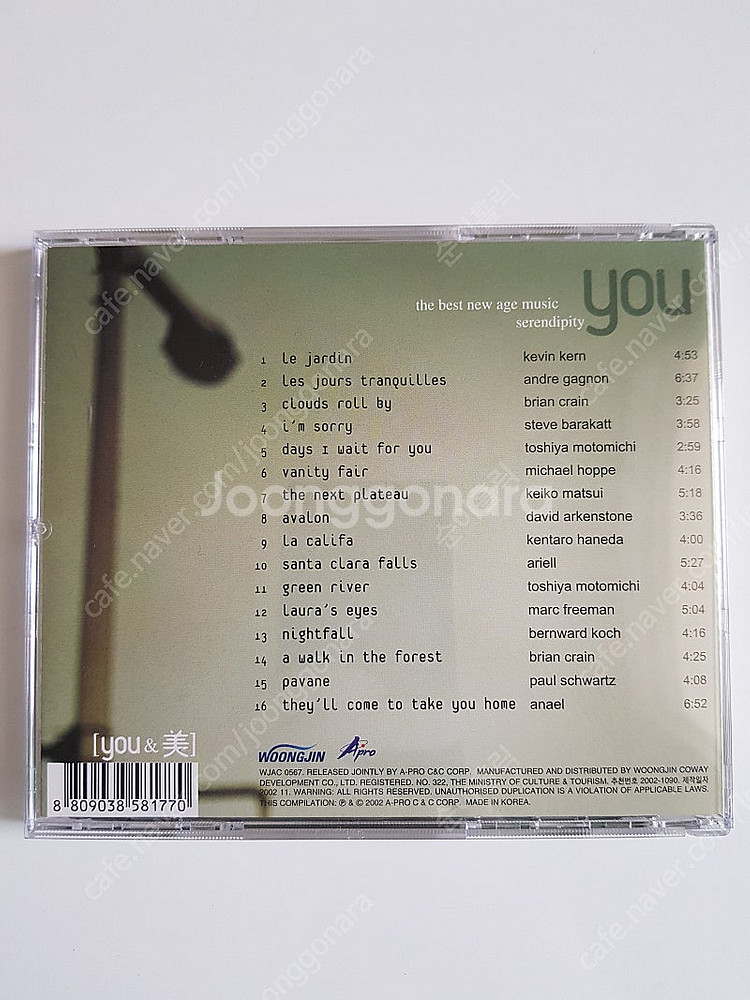 you
the best new age music
serendipity
1 le jardin kevin kern 4:53
2 les jours tranquilles andre gagnon 6:37
3 clouds roll by brian crain 3:25
4 i'm sorry steve barakatt 3:58
5 days I wait for you toshiya motomichi 2:59
6 vanity fair michael hoppe 4:16
7 the next plateau keiko matsui 5:18
8 avalon david arkenstone 3:36
9 la califa kentaro haneda 4:00
10 santa clara falls ariell 5:27
11 green river toshiya motomichi 4:04
12 laura's eyes marc freeman 5:04
13 nightfall bernward koch 4:16
14 a walk in the forest brian crain 4:25
15 pavane paul schwartz 4:08
16 they'll come to take you home anael 6:52
[you & 美]
WOONGJIN A-pro
WJAC 0567. RELEASED JOINTLY BY A-PRO C&C CORP. MANUFACTURED AND DISTRIBUTED BY WOONGJIN COWAY
DEVELOPMENT CO., LTD. REGISTERED. NO. 322, THE MINISTRY OF CULTURE & TOURISM. 추천번호 2002-1090. 제작일자
2002 11. WARNING: ALL RIGHTS RESERVED. UNAUTHORISED DUPLICATION IS A VIOLATION OF APPLICABLE LAWS.
THIS COMPILATION: ℗ & © 2002 A-PRO C & C CORP. MADE IN KOREA.
8 809038 581770
Joonggonara
cafe.naver.com/joonggonara